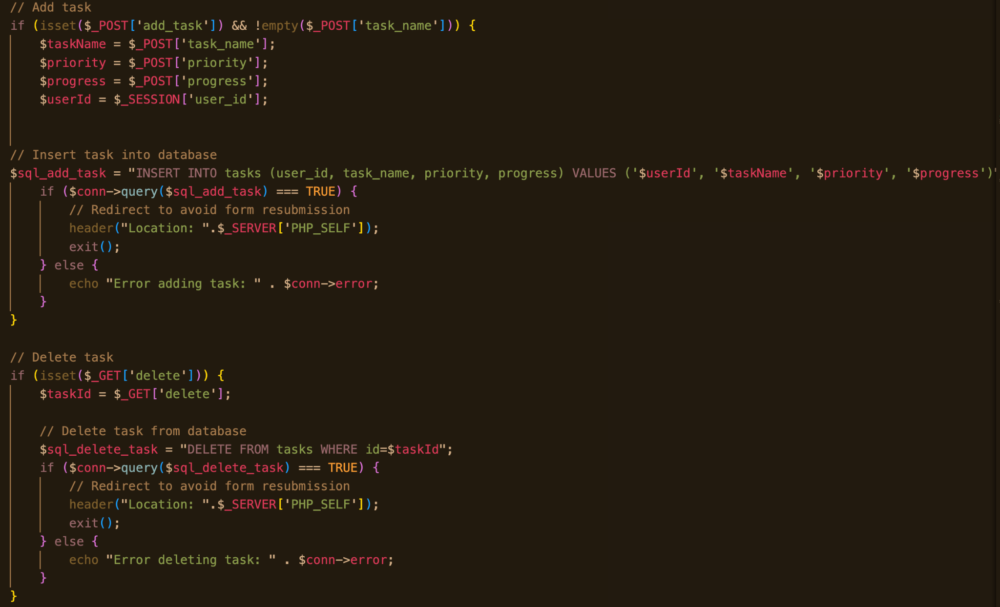 // Add task
if (isset($_POST['add_task']) && !empty($_POST['task_name'])) {
    $taskName = $_POST['task_name'];
    $priority = $_POST['priority'];
    $progress = $_POST['progress'];
    $userId = $_SESSION['user_id'];
// Insert task into database
$sql_add_task = "INSERT INTO tasks (user_id, task_name, priority, progress) VALUES ('$userId', '$taskName', '$priority', '$progress')"
    if ($conn->query($sql_add_task) === TRUE) {
        // Redirect to avoid form resubmission
        header("Location: ".$_SERVER['PHP_SELF']);
        exit();
    } else {
        echo "Error adding task: " . $conn->error;
    }
}
// Delete task
if (isset($_GET['delete'])) {
    $taskId = $_GET['delete'];
    // Delete task from database
    $sql_delete_task = "DELETE FROM tasks WHERE id=$taskId";
    if ($conn->query($sql_delete_task) === TRUE) {
        // Redirect to avoid form resubmission
        header("Location: ".$_SERVER['PHP_SELF']);
        exit();
    } else {
        echo "Error deleting task: " . $conn->error;
    }
}